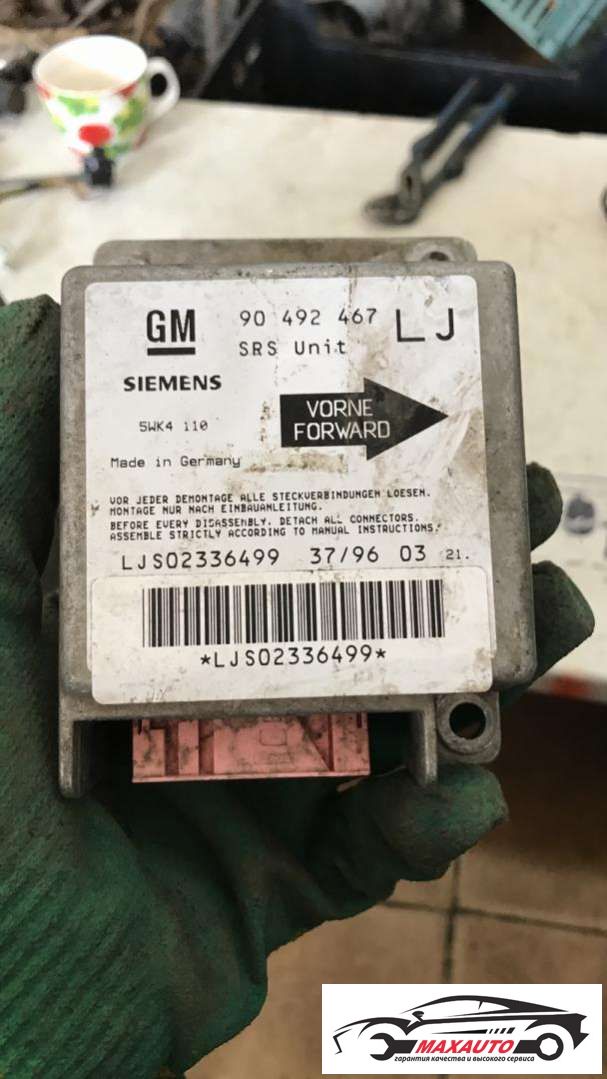 GM
90 492 467 LJ
SRS Unit
SIEMENS
5WK4 110
VORNE
FORWARD
Made in Germany
VOR JEDER DEMONTAGE ALLE STECKVERBINDUNGEN LOESEN.
MONTAGE NUR NACH EINBAUANLEITUNG.
BEFORE EVERY DISASSEMBLY. DETACH ALL CONNECTORS.
ASSEMBLE STRICTLY ACCORDING TO MANUAL INSTRUCTIONS.
LJS02336499 37/96 03 21.
*LJS02336499*
MAXAUTO
гарантия качества и высокого сервиса